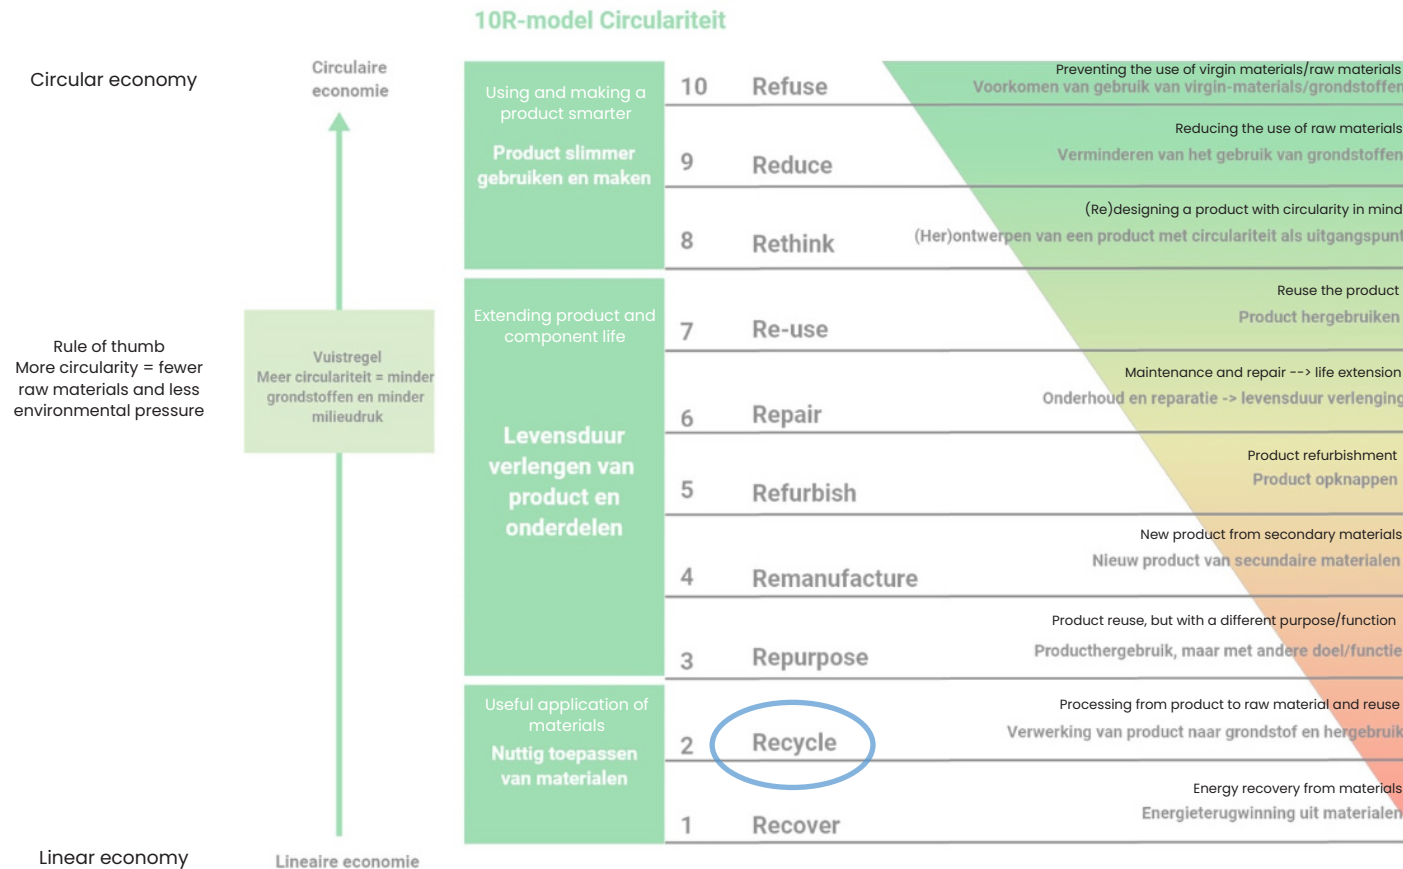 10R-model Circulariteit
Circular economy
Circulaire
economie
Rule of thumb
More circularity = fewer
raw materials and less
environmental pressure
Vuistregel
Meer circulariteit = minder
grondstoffen en minder
milieudruk
Linear economy
Lineaire economie
Using and making a
product smarter
Product slimmer
gebruiken en maken
10 Refuse
Preventing the use of virgin materials/raw materials
Voorkomen van gebruik van virgin-materials/grondstoffen
9 Reduce
Reducing the use of raw materials
Verminderen van het gebruik van grondstoffen
8 Rethink
(Re)designing a product with circularity in mind
(Her)ontwerpen van een product met circulariteit als uitgangspunt
Extending product and
component life
Levensduur
verlengen van
product en
onderdelen
7 Re-use
Reuse the product
Product hergebruiken
6 Repair
Maintenance and repair --> life extension
Onderhoud en reparatie -> levensduur verlenging
5 Refurbish
Product refurbishment
Product opknappen
4 Remanufacture
New product from secondary materials
Nieuw product van secundaire materialen
3 Repurpose
Product reuse, but with a different purpose/function
Producthergebruik, maar met andere doel/functie
Useful application of
materials
Nuttig toepassen
van materialen
2 Recycle
Processing from product to raw material and reuse
Verwerking van product naar grondstof en hergebruik
1 Recover
Energy recovery from materials
Energieterugwinning uit materialen